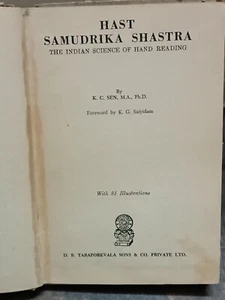 HAST
SAMUDRIKA SHASTRA
THE INDIAN SCIENCE OF HAND READING
By
K. C. SEN, M.A., Ph.D.
Foreword by K. G. Saiyidain
With 85 Illustrations
D. B. TARAPOREVALA SONS & CO. PRIVATE LTD.